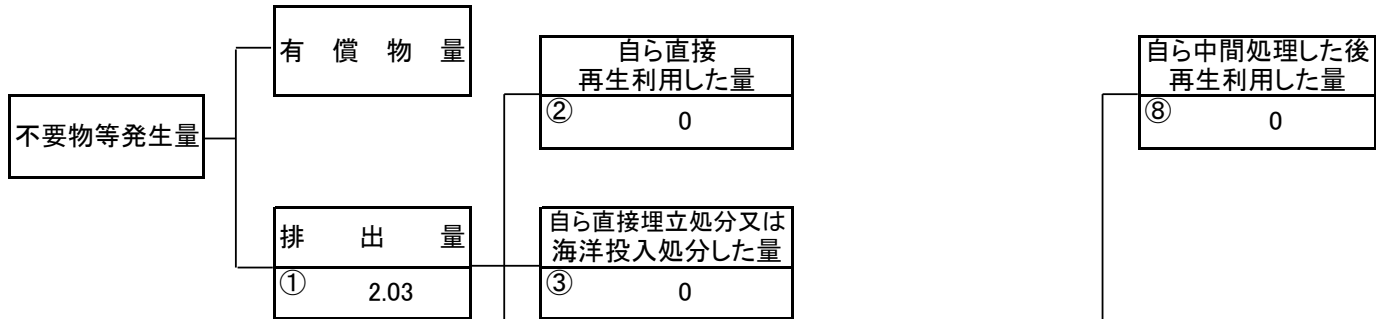 有償物量
自ら直接
再生利用した量
②
0
自ら中間処理した後
再生利用した量
⑧
0
不要物等発生量
排出量
①
2.03
自ら直接埋立処分又は
海洋投入処分した量
③
0